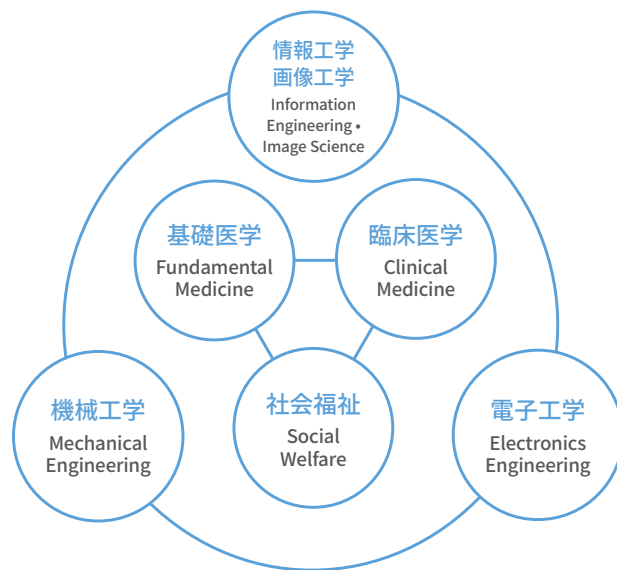 情報工学
画像工学
Information
Engineering •
Image Science
基礎医学
Fundamental
Medicine
臨床医学
Clinical
Medicine
機械工学
Mechanical
Engineering
社会福祉
Social
Welfare
電子工学
Electronics
Engineering